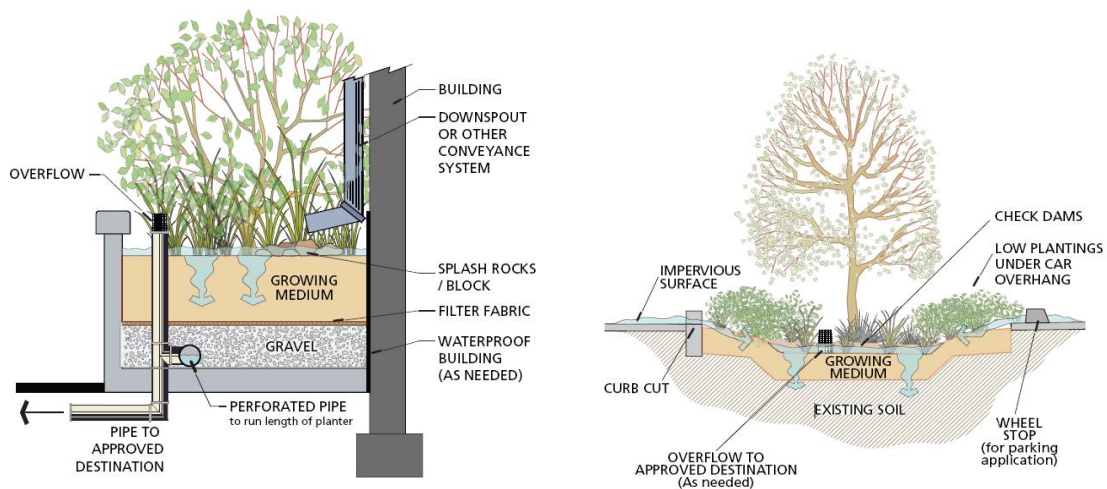 BUILDING
DOWNSPOUT
OR OTHER
CONVEYANCE
SYSTEM
OVERFLOW
SPLASH ROCKS
/ BLOCK
GROWING
MEDIUM
FILTER FABRIC
GRAVEL
WATERPROOF
BUILDING
(AS NEEDED)
PERFORATED PIPE
to run length of planter
PIPE TO
APPROVED
DESTINATION
CHECK DAMS
LOW PLANTINGS
UNDER CAR
OVERHANG
IMPERVIOUS
SURFACE
GROWING
MEDIUM
CURB CUT
EXISTING SOIL
WHEEL
STOP
(for parking
application)
OVERFLOW TO
APPROVED DESTINATION
(As needed)